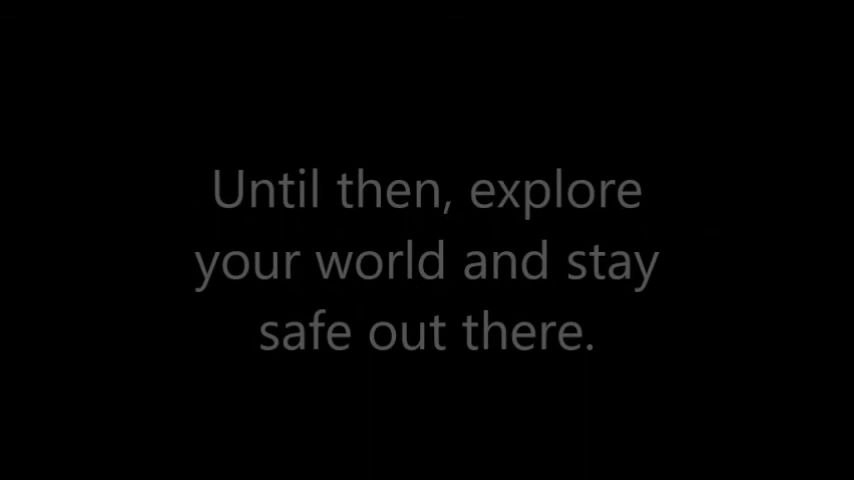 Until then, explore
your world and stay
safe out there.